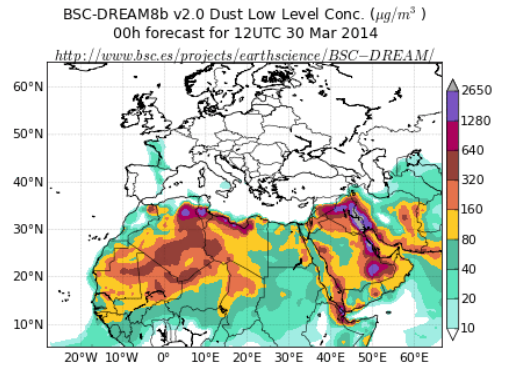 BSC-DREAM8b v2.0 Dust Low Level Conc. (μg/m³ )
00h forecast for 12UTC 30 Mar 2014
http://www.bsc.es/projects/earthscience/BSC−DREAM/
60°N
50°N
40°N
30°N
20°N
10°N
20°W 10°W 0° 10°E 20°E 30°E 40°E 50°E 60°E
2650
1280
640
320
160
80
40
20
10